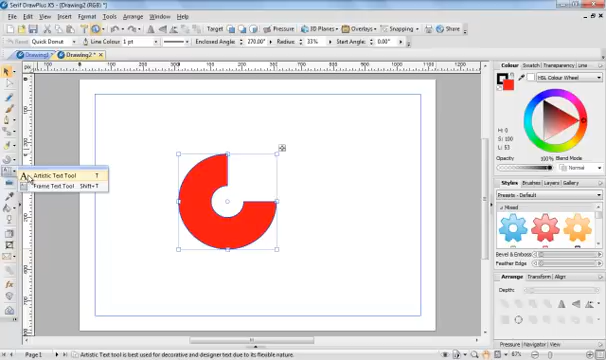 Serif DrawPlus X5 - [Drawing2 (RGB) *]
File Edit View Insert Format Tools Arrange Window Help
Target Pressure 3D Planes Overlays Snapping Share
Quick Donut Line Colour: 1 pt Enclosed Angle: 270.00° Radius: 33% Start Angle: 0.00°
Drawing1 * Drawing2 *
Artistic Text Tool T
Frame Text Tool Shift+T
Colour Swatch Transparency Line
HSL Colour Wheel
H: 0
S: 100
L: 53
100% Blend Mode
Opacity Normal
Styles Brushes Layers Gallery
Presets - Default
Mixed
Bevel & Emboss
Feather Edge
Arrange Transform Align
Depth:
Pressure Navigator View
Page1 Artistic Text tool is best used for decorative and designer text due to its flexible nature. 67%